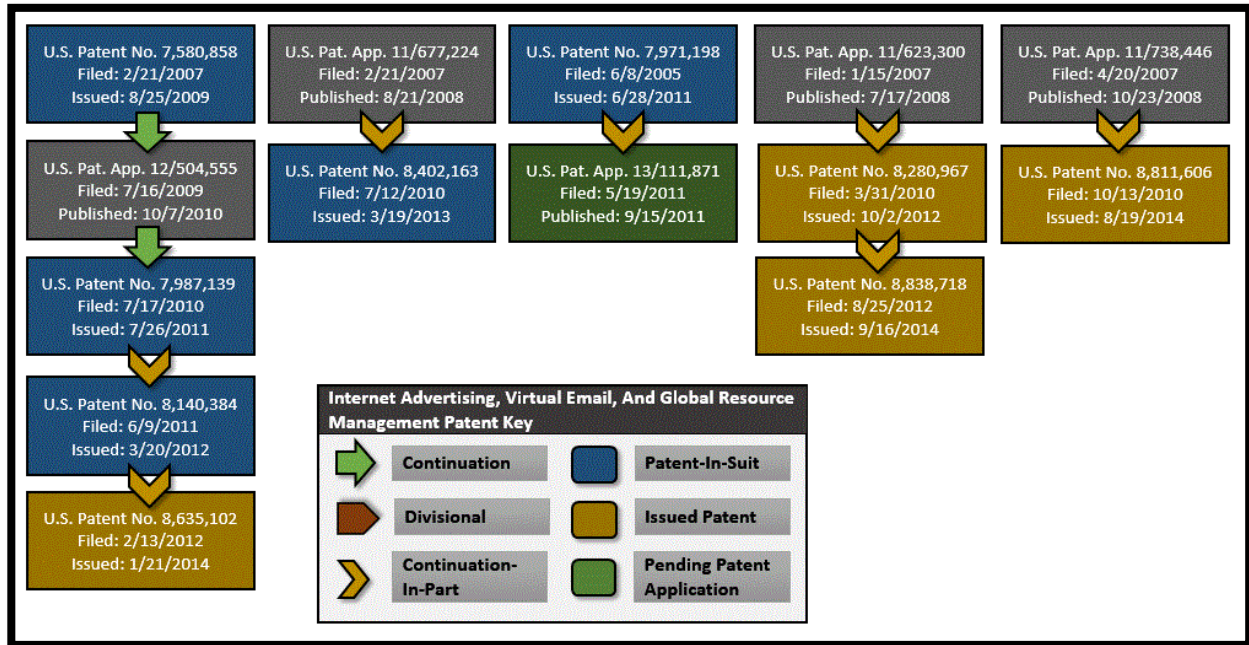 U.S. Patent No. 7,580,858
Filed: 2/21/2007
Issued: 8/25/2009
U.S. Pat. App. 12/504,555
Filed: 7/16/2009
Published: 10/7/2010
U.S. Patent No. 7,987,139
Filed: 7/17/2010
Issued: 7/26/2011
U.S. Patent No. 8,140,384
Filed: 6/9/2011
Issued: 3/20/2012
U.S. Patent No. 8,635,102
Filed: 2/13/2012
Issued: 1/21/2014
U.S. Pat. App. 11/677,224
Filed: 2/21/2007
Published: 8/21/2008
U.S. Patent No. 8,402,163
Filed: 7/12/2010
Issued: 3/19/2013
U.S. Patent No. 7,971,198
Filed: 6/8/2005
Issued: 6/28/2011
U.S. Pat. App. 13/111,871
Filed: 5/19/2011
Published: 9/15/2011
U.S. Pat. App. 11/623,300
Filed: 1/15/2007
Published: 7/17/2008
U.S. Patent No. 8,280,967
Filed: 3/31/2010
Issued: 10/2/2012
U.S. Patent No. 8,838,718
Filed: 8/25/2012
Issued: 9/16/2014
U.S. Pat. App. 11/738,446
Filed: 4/20/2007
Published: 10/23/2008
U.S. Patent No. 8,811,606
Filed: 10/13/2010
Issued: 8/19/2014
Internet Advertising, Virtual Email, And Global Resource
Management Patent Key
Continuation
Patent-In-Suit
Divisional
Issued Patent
Continuation-
In-Part
Pending Patent
Application